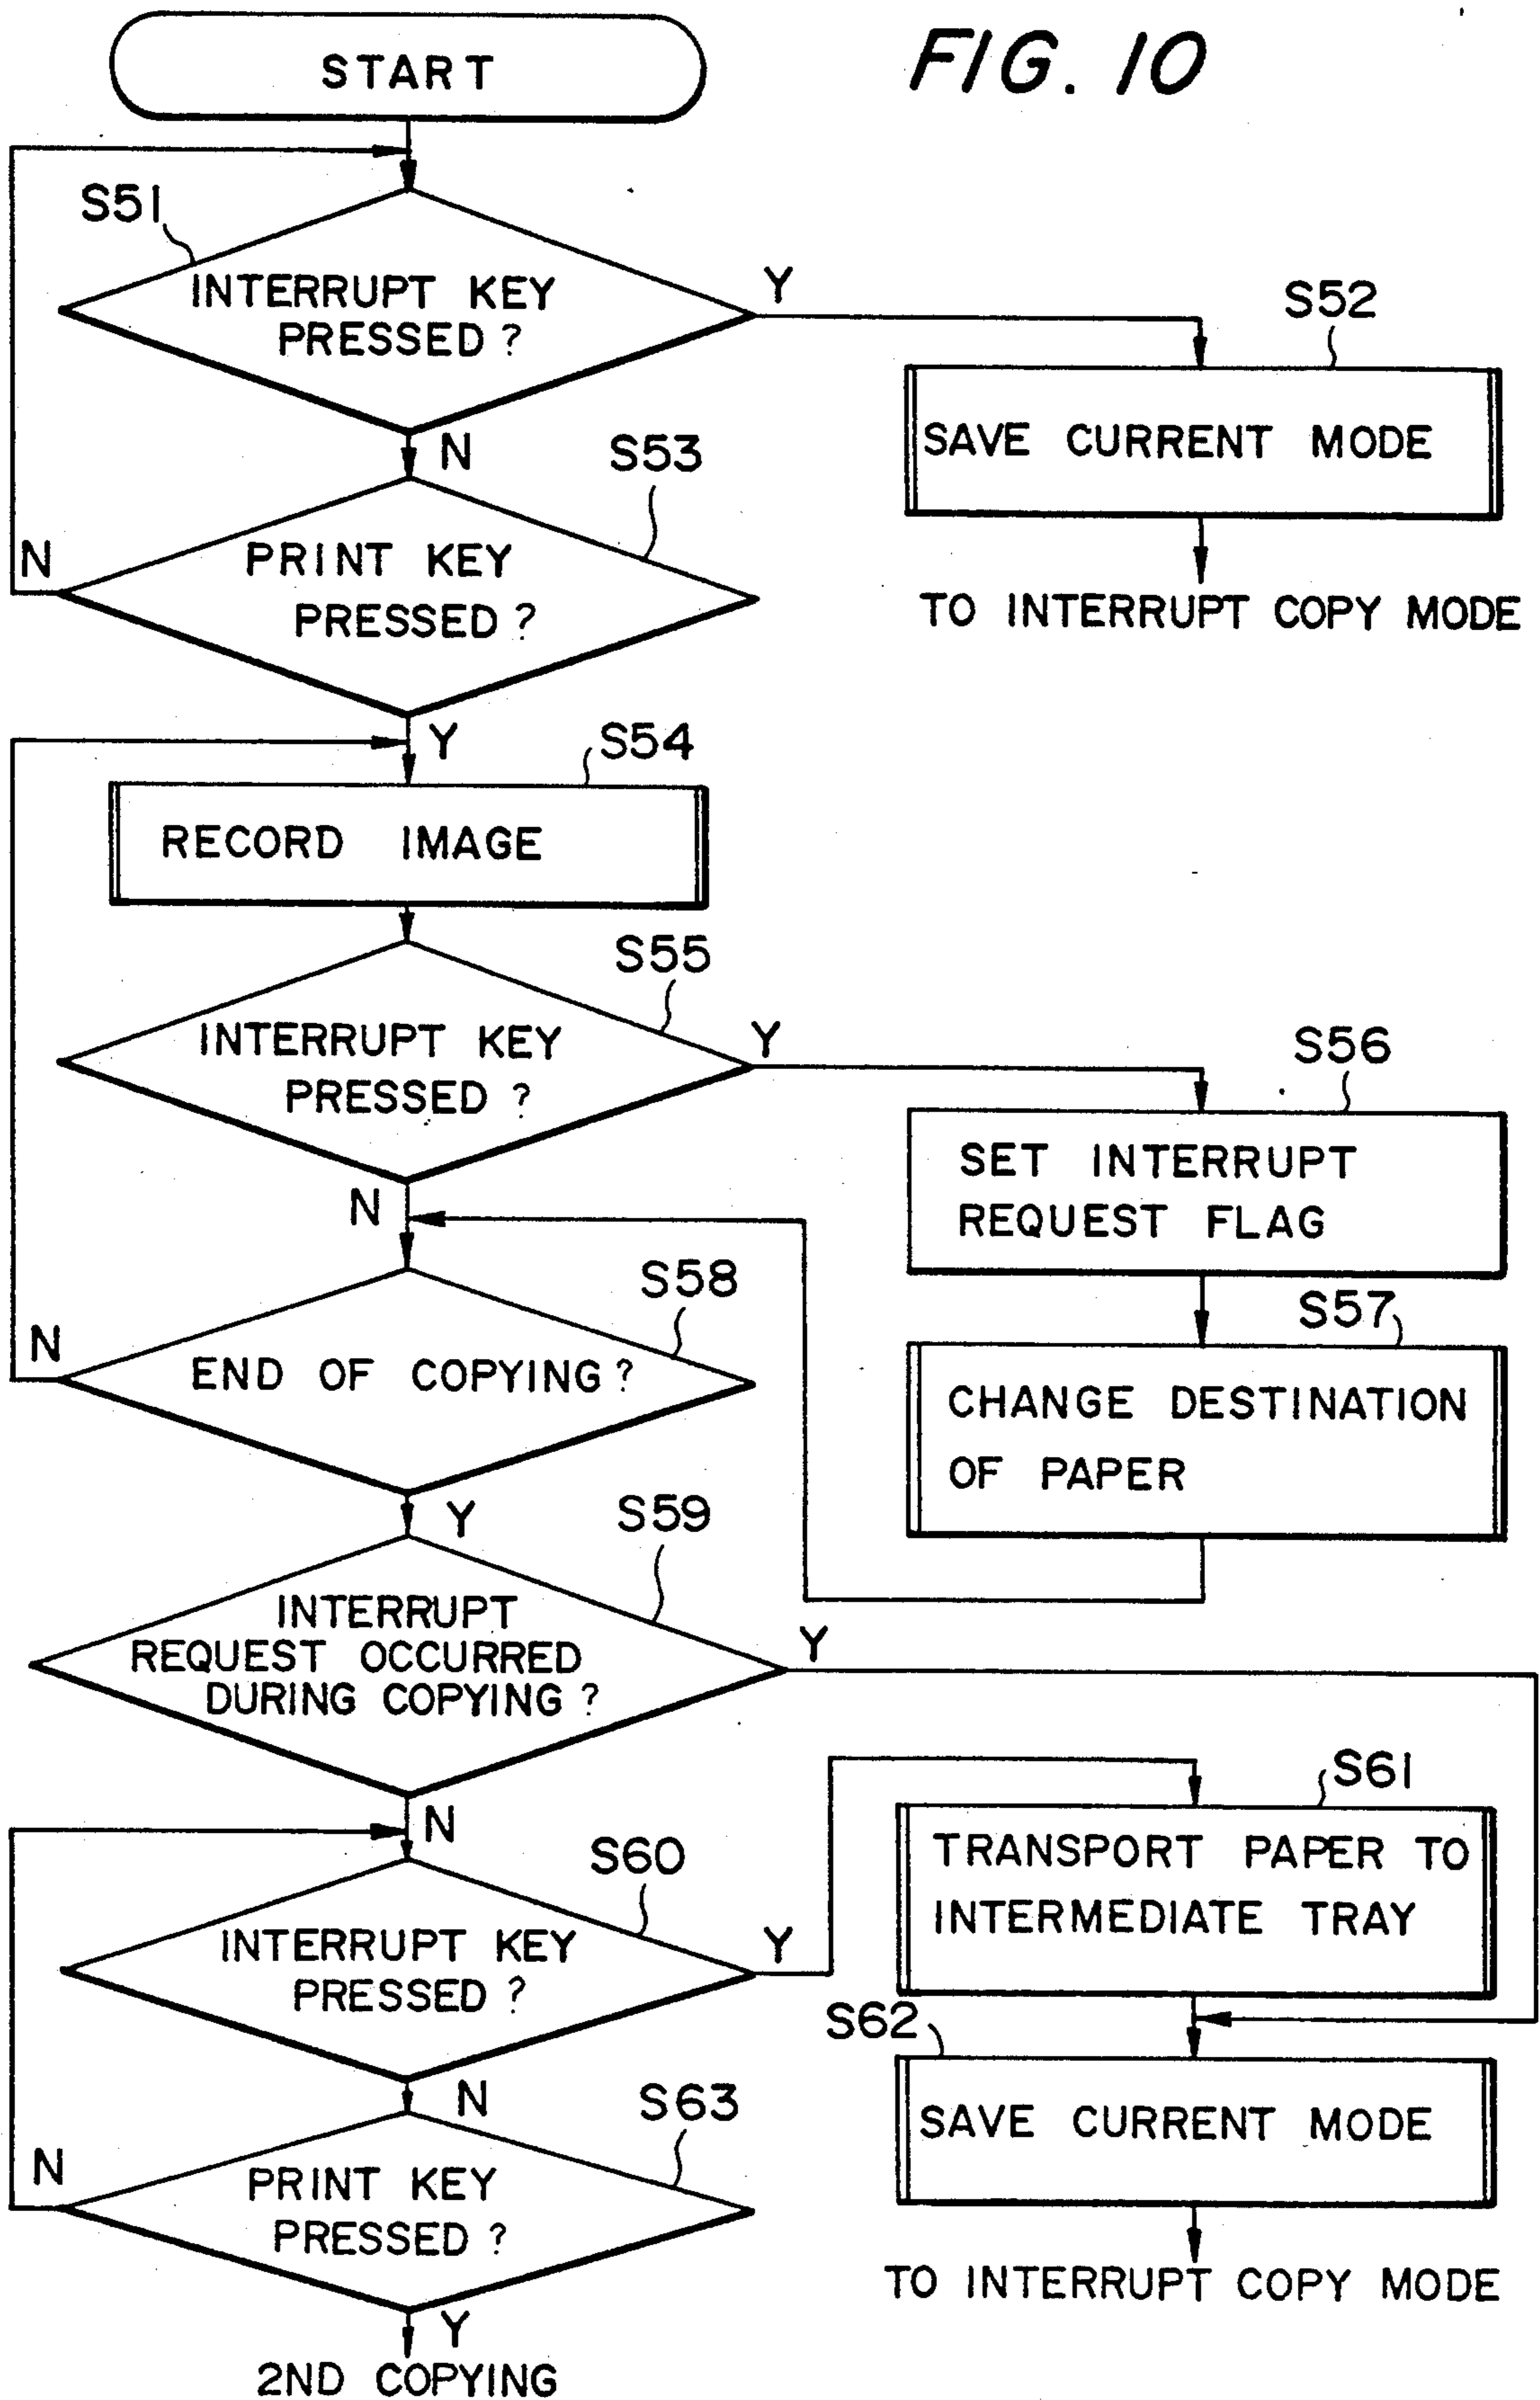 FIG. 10
START
S51
INTERRUPT KEY
PRESSED ?
Y
N
S52
SAVE CURRENT MODE
TO INTERRUPT COPY MODE
S53
PRINT KEY
PRESSED ?
N
Y
S54
RECORD IMAGE
S55
INTERRUPT KEY
PRESSED ?
Y
N
S56
SET INTERRUPT
REQUEST FLAG
S57
CHANGE DESTINATION
OF PAPER
S58
END OF COPYING ?
N
Y
S59
INTERRUPT
REQUEST OCCURRED
DURING COPYING ?
Y
N
S60
INTERRUPT KEY
PRESSED ?
Y
N
S61
TRANSPORT PAPER TO
INTERMEDIATE TRAY
S62
SAVE CURRENT MODE
TO INTERRUPT COPY MODE
S63
PRINT KEY
PRESSED ?
N
Y
2ND COPYING